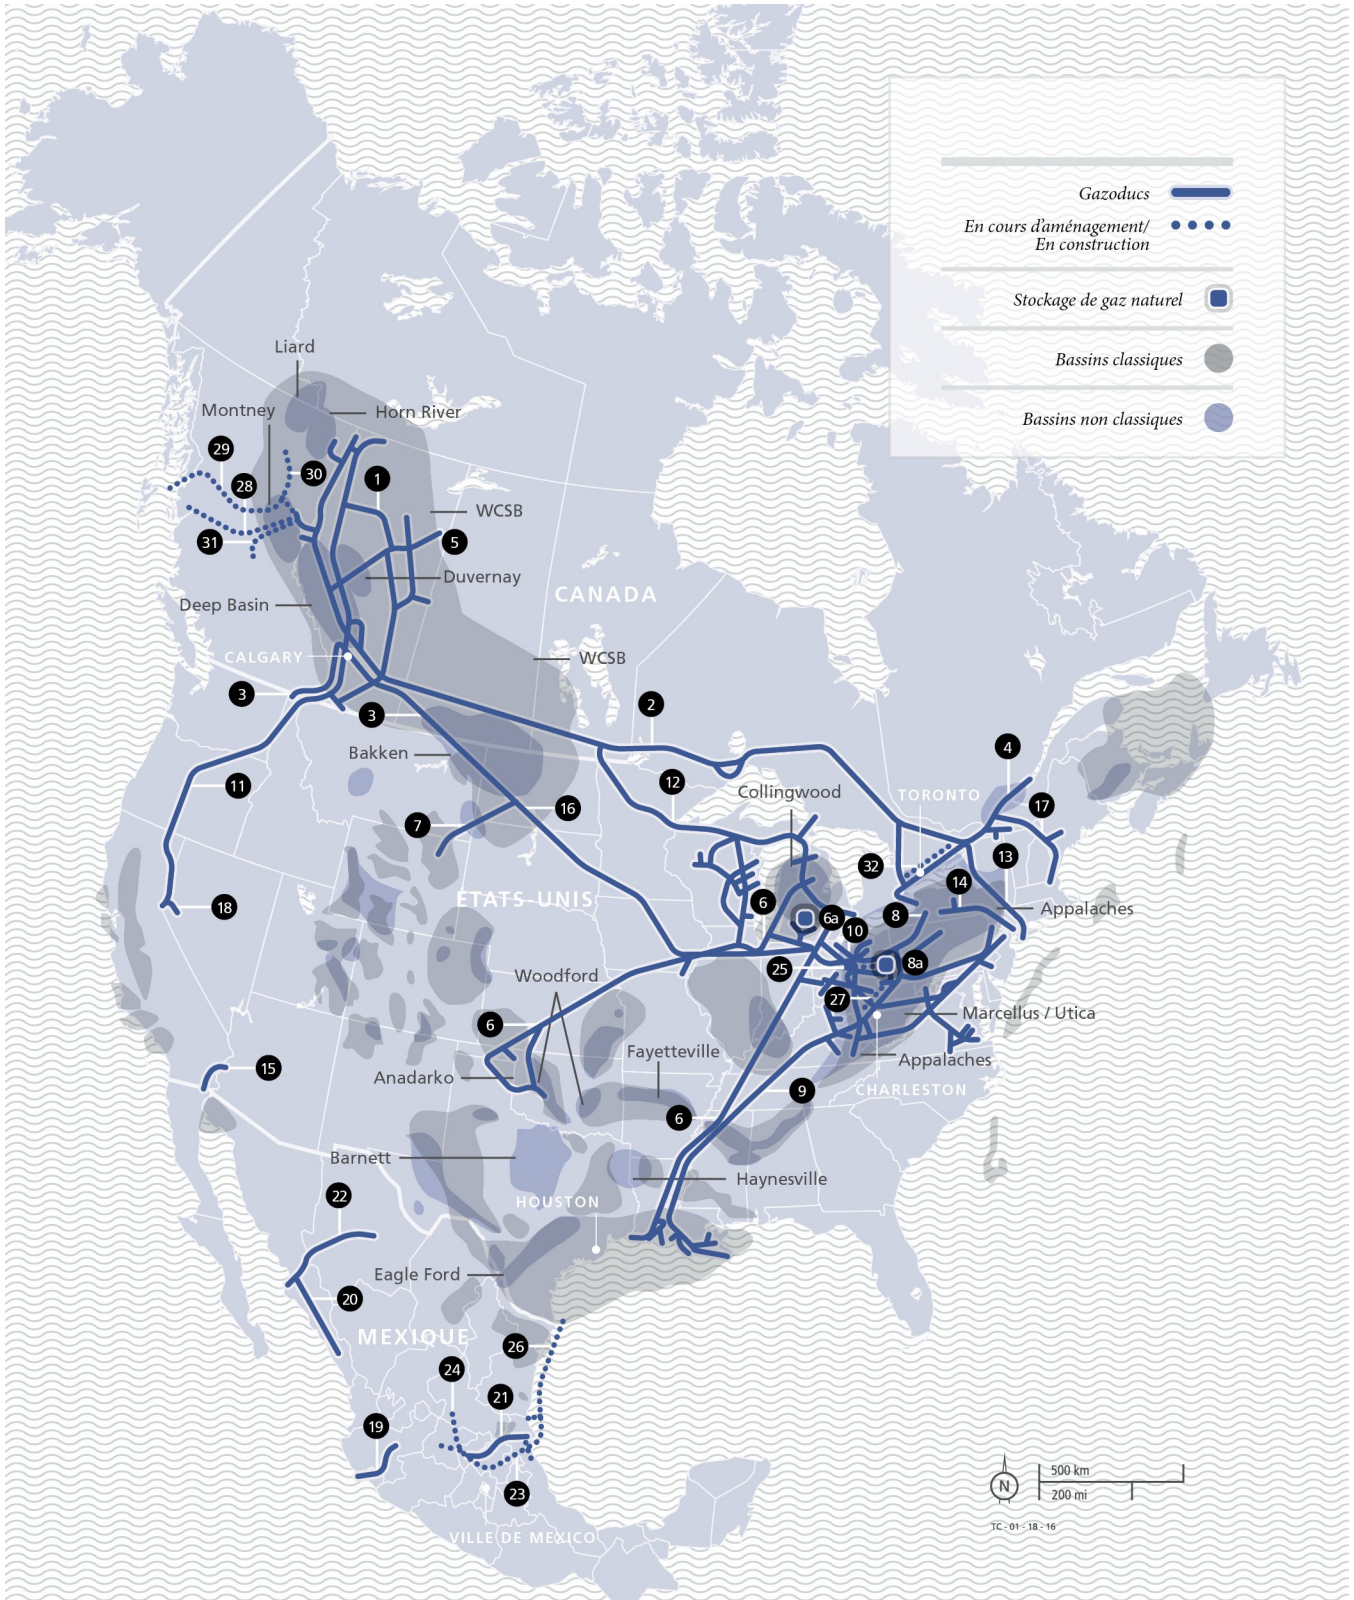 Gazoducs
En cours d'aménagement/
En construction
Stockage de gaz naturel
Bassins classiques
Bassins non classiques
Liard
Montney
Horn River
29
30
1
28
WCSB
31
5
Duvernay
CANADA
Deep Basin
CALGARY
WCSB
3
2
3
4
Bakken
12
11
Collingwood
TORONTO
17
16
7
32
13
14
ETATS-UNIS
18
6
6a
8
Appalaches
10
8a
25
Woodford
27
Marcellus / Utica
6
Fayetteville
Appalaches
15
Anadarko
9
CHARLESTON
6
Barnett
Haynesville
22
HOUSTON
Eagle Ford
20
MEXIQUE
26
24
21
19
23
VILLE DE MEXICO
N
500 km
200 mi
TC - 01 - 18 - 16